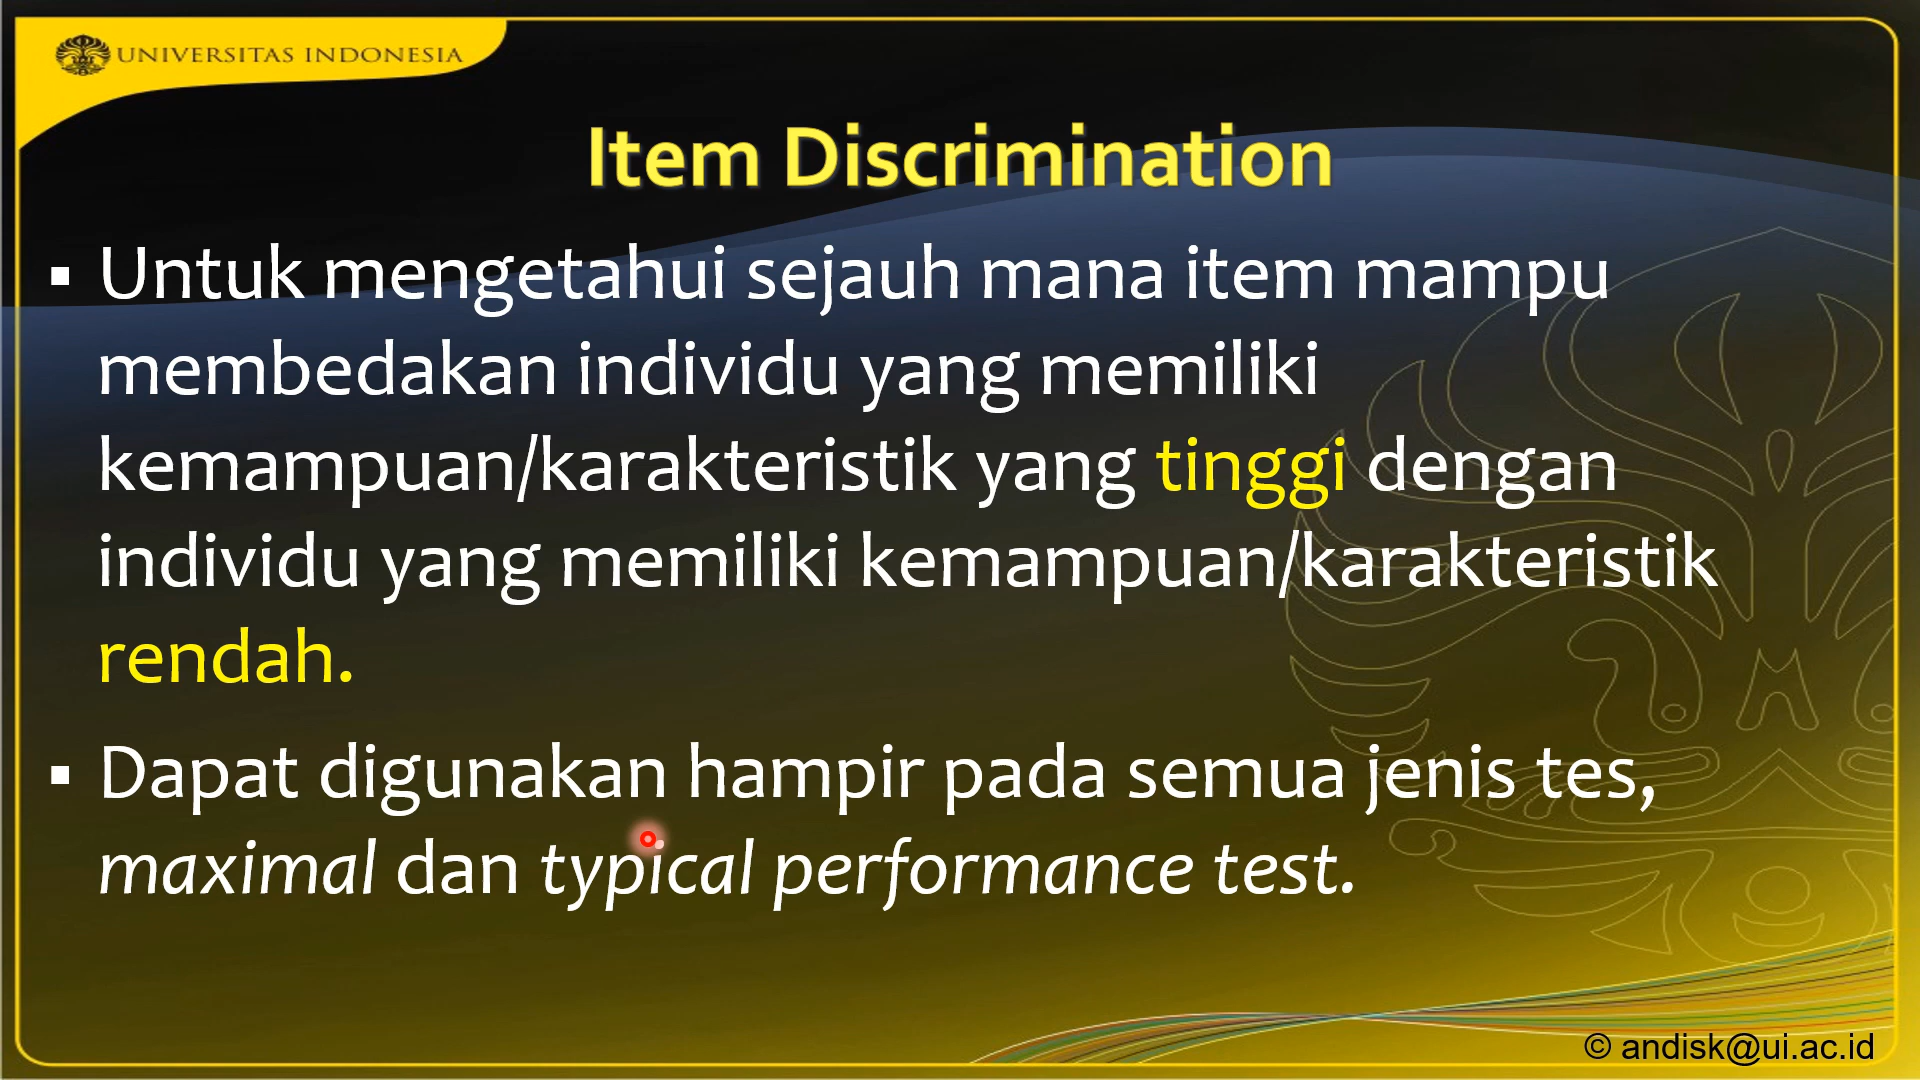 UNIVERSITAS INDONESIA
Item Discrimination
▪ Untuk mengetahui sejauh mana item mampu
membedakan individu yang memiliki
kemampuan/karakteristik yang tinggi dengan
individu yang memiliki kemampuan/karakteristik
rendah.
▪ Dapat digunakan hampir pada semua jenis tes,
maximal dan typical performance test.
© andisk@ui.ac.id